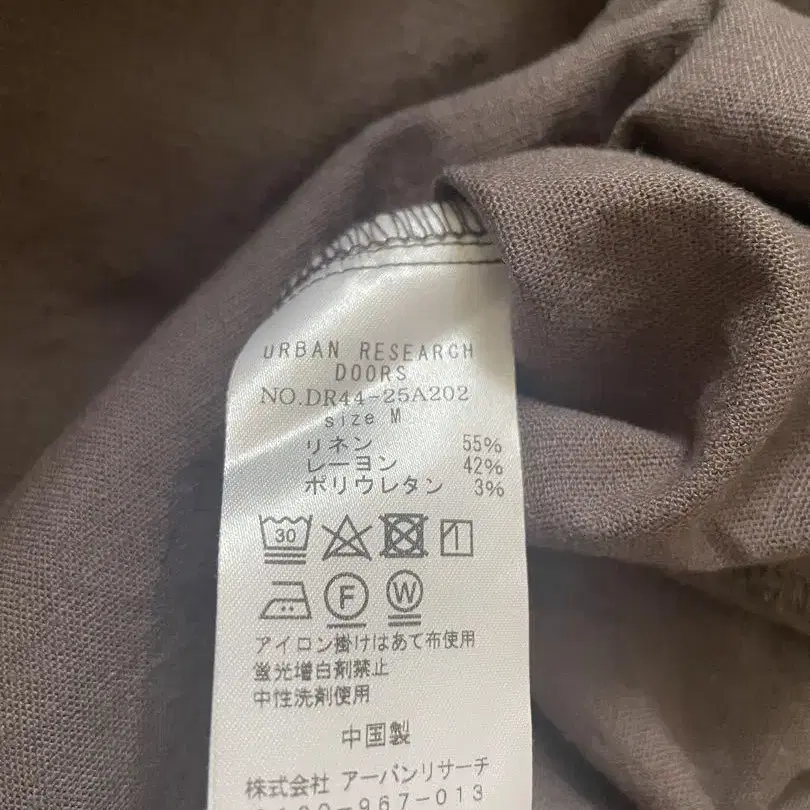 URBAN RESEARCH
DOORS
NO.DR44-25A202
size M
リネン 55%
レーヨン 42%
ポリウレタン 3%
30
F W
アイロン掛けはあて布使用
蛍光増白剤禁止
中性洗剤使用
中国製
株式会社 アーバンリサーチ
-967-013